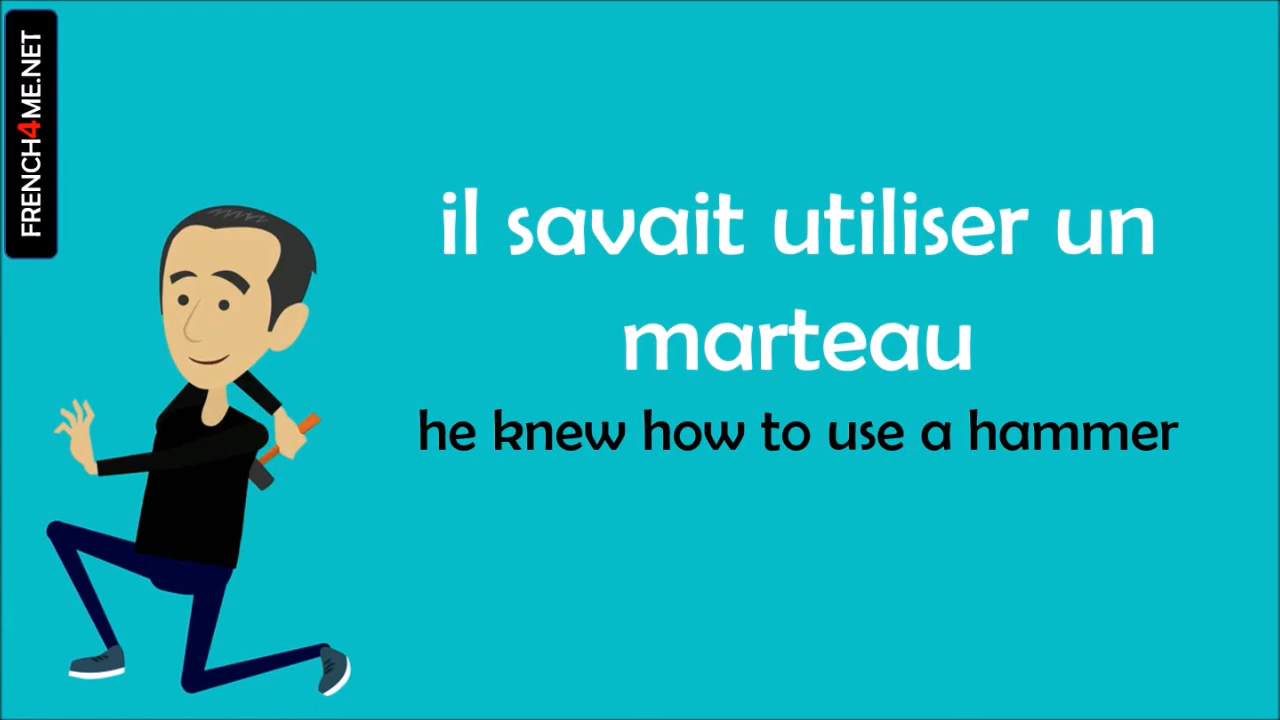 FRENCH4ME.NET
il savait utiliser un
marteau
he knew how to use a hammer